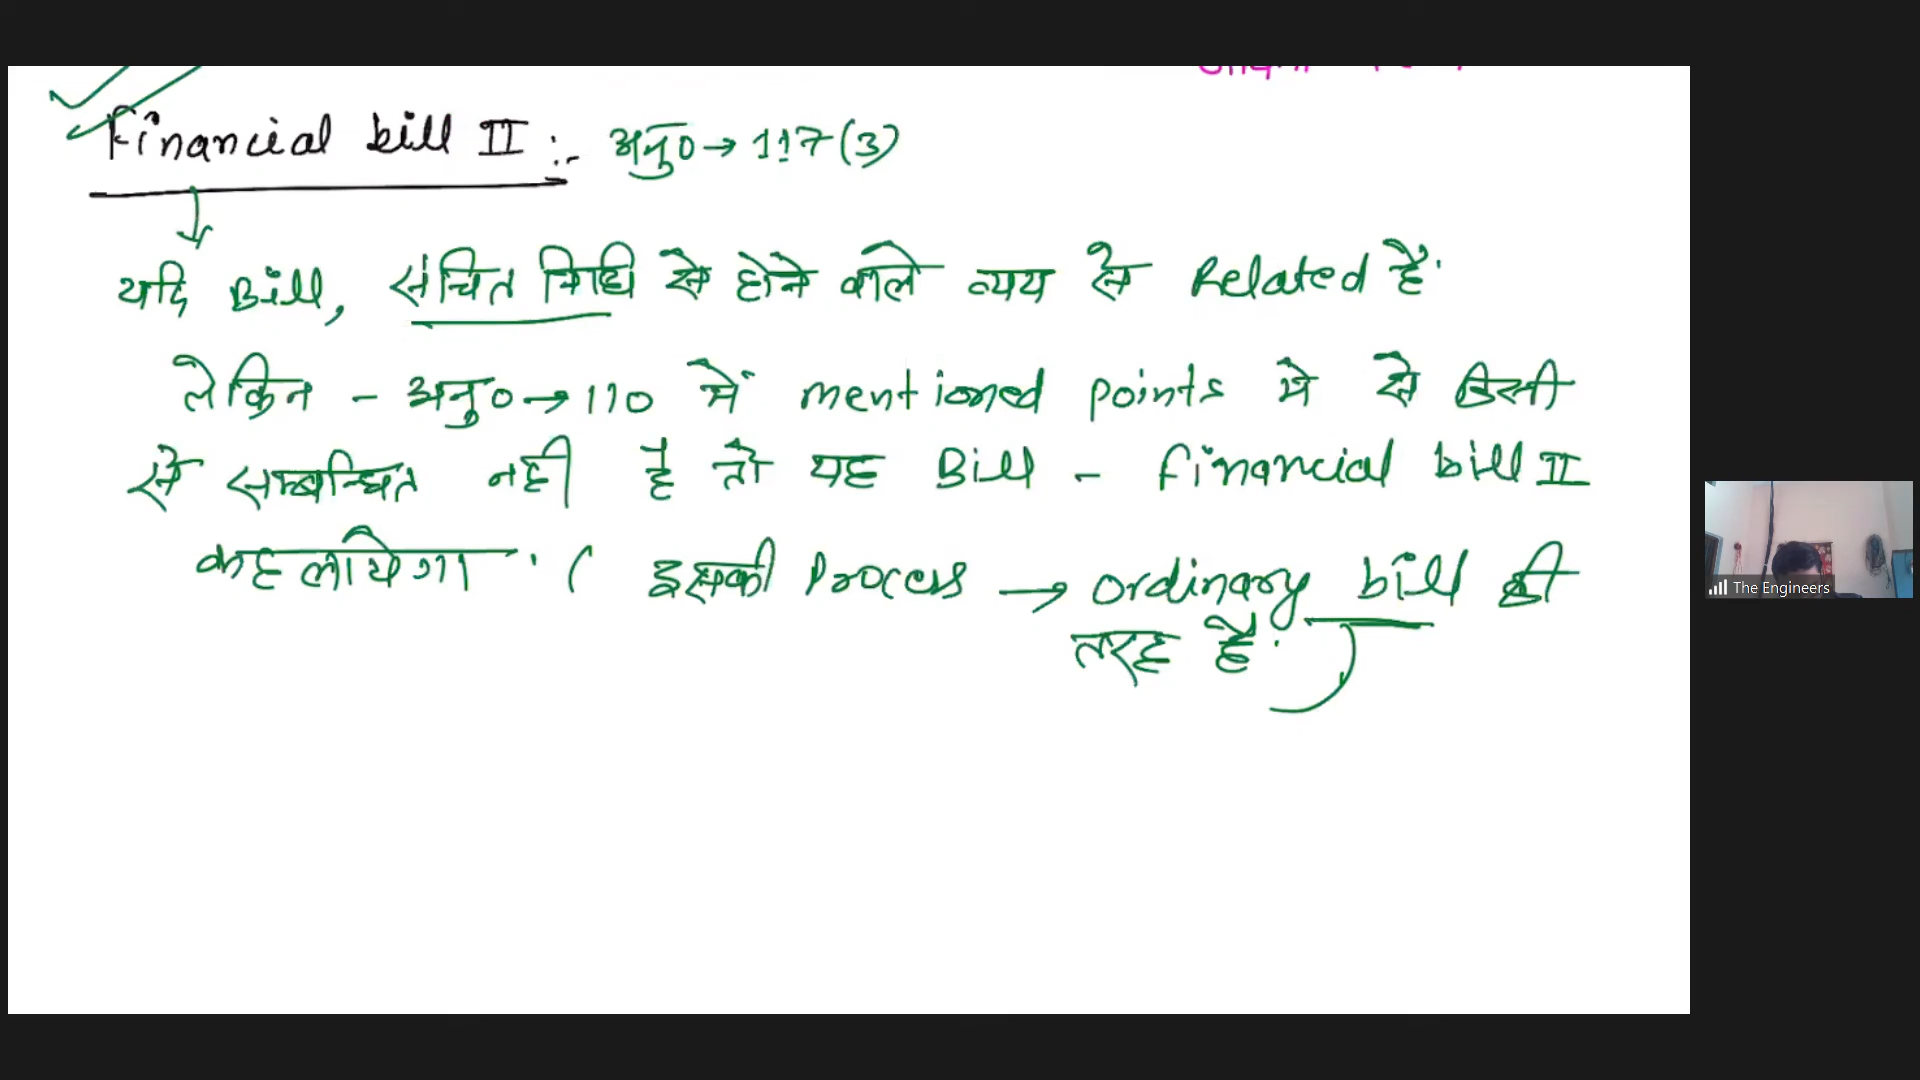 Financial bill II :- अनु० → 117(3)
यदि Bill, संचित निधि से होने वाले व्यय से Related है.
लेकिन - अनु० → 110 में mentioned points में से किसी
से सम्बन्धित नही है तो यह Bill - financial bill II
कहलायेगा . ( इसकी Process → ordinary bill की
तरह है. )
The Engineers